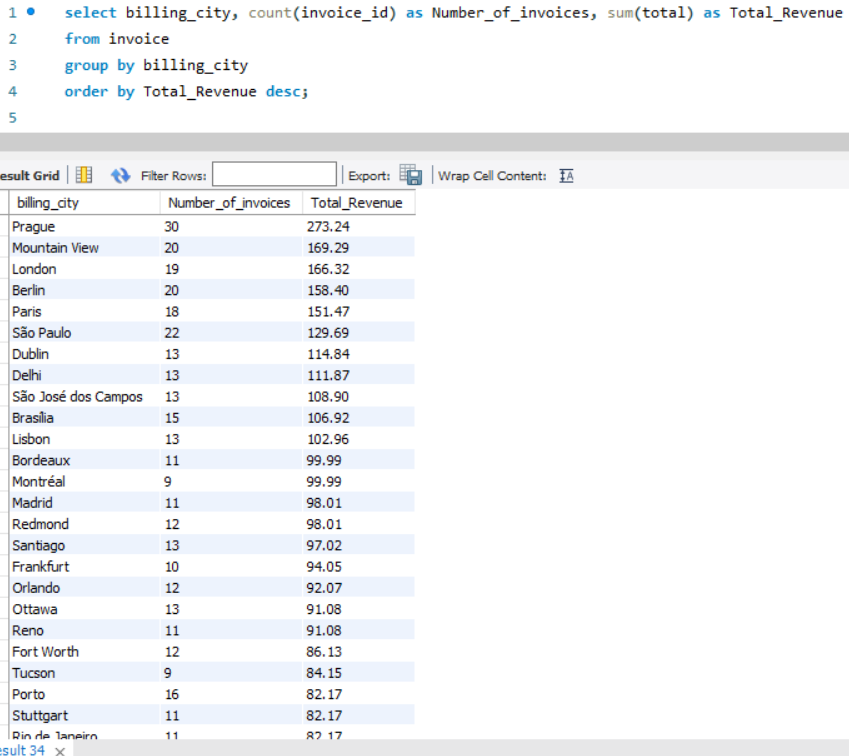 1 select billing_city, count(invoice_id) as Number_of_invoices, sum(total) as Total_Revenue
2 from invoice
3 group by billing_city
4 order by Total_Revenue desc;
5
esult Grid Filter Rows: Export: Wrap Cell Content:
billing_city Number_of_invoices Total_Revenue
Prague 30 273.24
Mountain View 20 169.29
London 19 166.32
Berlin 20 158.40
Paris 18 151.47
São Paulo 22 129.69
Dublin 13 114.84
Delhi 13 111.87
São José dos Campos 13 108.90
Brasília 15 106.92
Lisbon 13 102.96
Bordeaux 11 99.99
Montréal 9 99.99
Madrid 11 98.01
Redmond 12 98.01
Santiago 13 97.02
Frankfurt 10 94.05
Orlando 12 92.07
Ottawa 13 91.08
Reno 11 91.08
Fort Worth 12 86.13
Tucson 9 84.15
Porto 16 82.17
Stuttgart 11 82.17
Rio de Janeiro 11 82.17
esult 34